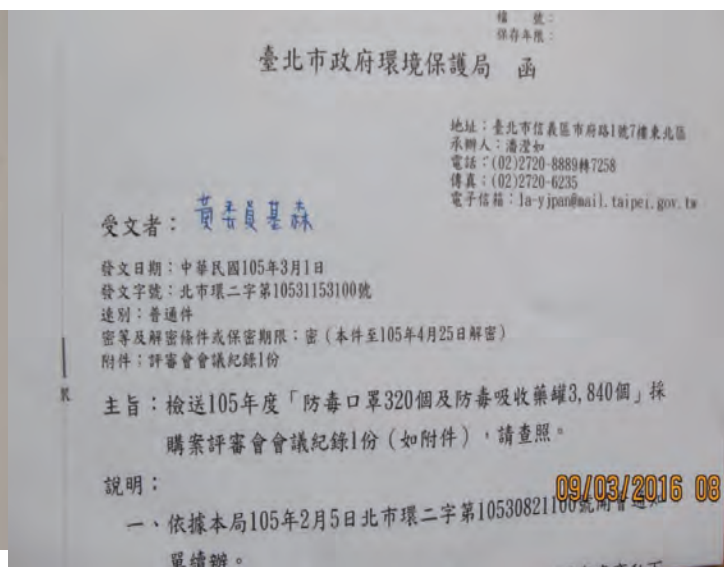 檔 號：
保存年限：
臺北市政府環境保護局 函
地址：臺北市信義區市府路1號7樓東北區
承辦人：潘瀅如
電話：(02)2720-8889轉7258
傳真：(02)2720-6235
電子信箱：la-yjpan@mail.taipei.gov.tw
受文者：黃委員基森
發文日期：中華民國105年3月1日
發文字號：北市環二字第10531153100號
速別：普通件
密等及解密條件或保密期限：密（本件至105年4月25日解密）
附件：評審會會議紀錄1份
主旨：檢送105年度「防毒口罩320個及防毒吸收藥罐3,840個」採
購案評審會會議紀錄1份（如附件），請查照。
說明：
09/03/2016 08
一、依據本局105年2月5日北市環二字第10530821100號開會通知
單續辦。